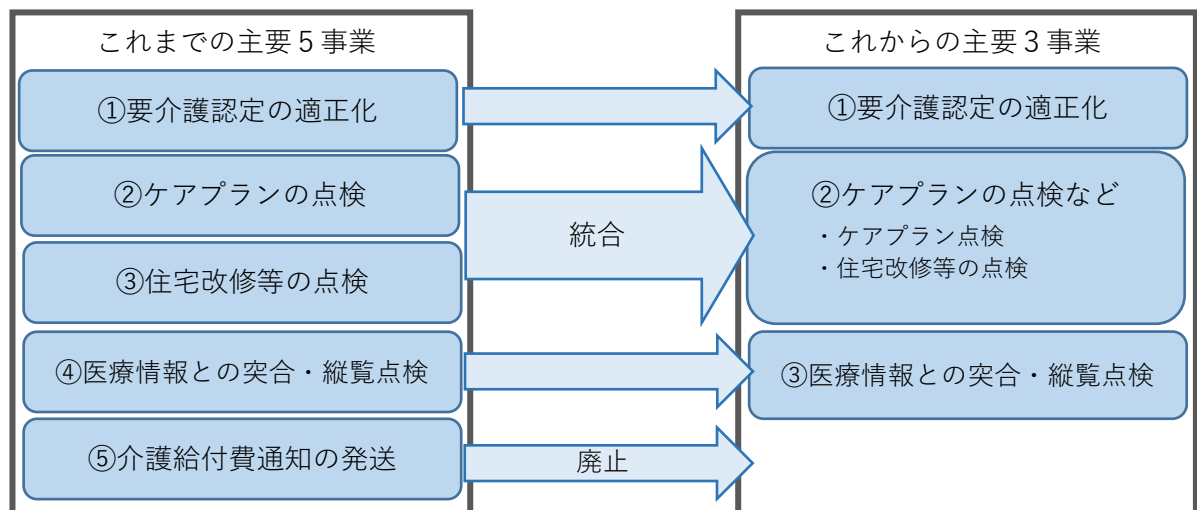 これまでの主要5事業
①要介護認定の適正化
②ケアプランの点検
③住宅改修等の点検
④医療情報との突合・縦覧点検
⑤介護給付費通知の発送
統合
廃止
これからの主要3事業
①要介護認定の適正化
②ケアプランの点検など
・ケアプラン点検
・住宅改修等の点検
③医療情報との突合・縦覧点検